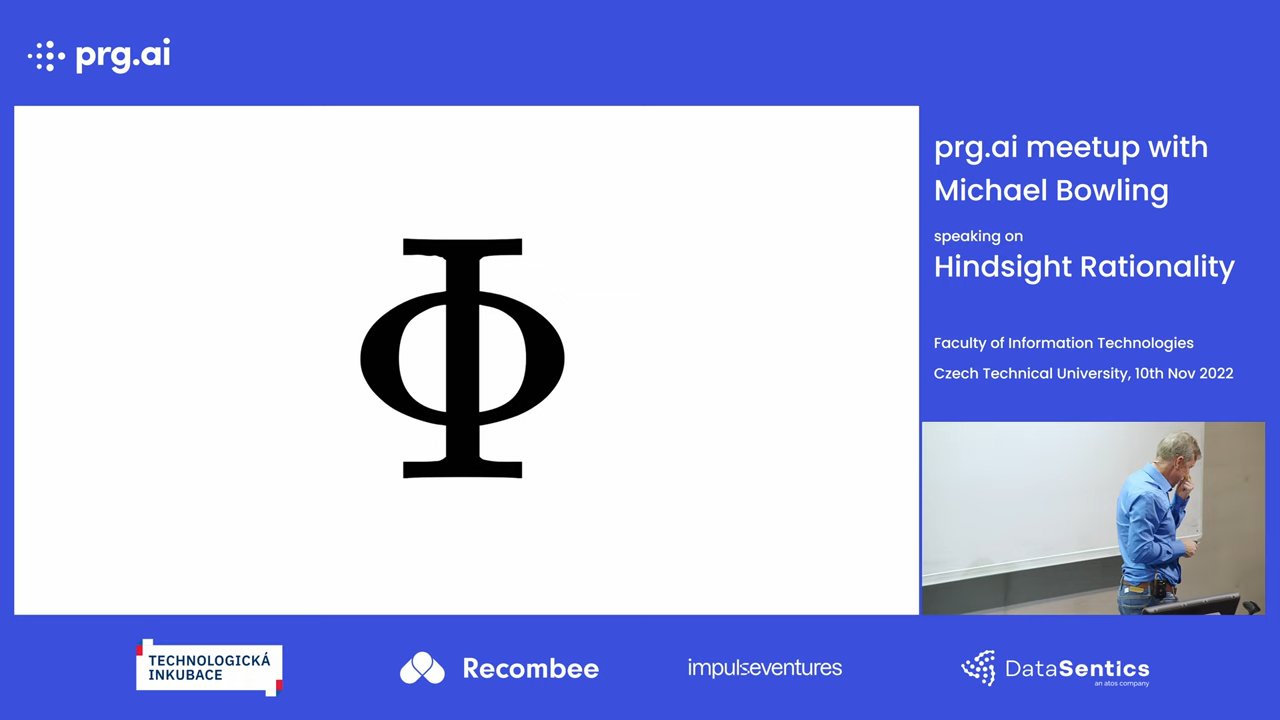 prg.ai
Φ
prg.ai meetup with
Michael Bowling
speaking on
Hindsight Rationality
Faculty of Information Technologies
Czech Technical University, 10th Nov 2022
TECHNOLOGICKÁ
INKUBACE
Recombee
impulseventures
DataSentics
an atos company